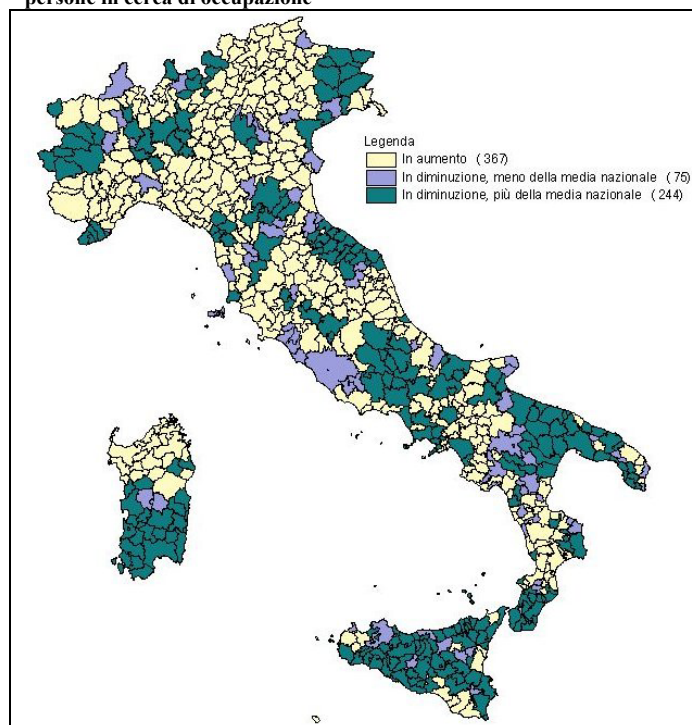 persone in cerca di occupazione
Legenda
In aumento (367)
In diminuzione, meno della media nazionale (75)
In diminuzione, più della media nazionale (244)